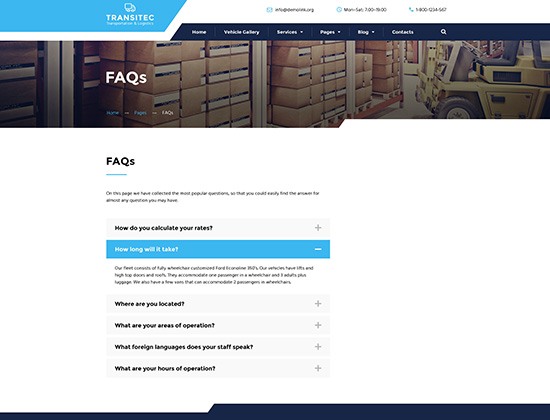 TRANSITEC
Transportation & Logistics
info@demolink.org
Mon–Sat: 7:00–19:00
1-800-1234-567
Home
Vehicle Gallery
Services
Pages
Blog
Contacts
FAQs
Home — Pages — FAQs
FAQs
On this page we have collected the most popular questions, so that you could easily find the answer for
almost any question you may have.
How do you calculate your rates?
How long will it take?
Our fleet consists of fully wheelchair customized Ford Econoline 350's. Our vehicles have lifts and
high top doors and roofs. They accommodate one passenger in a wheelchair and 8 adults plus
luggage. We also have a few vans that can accommodate 2 passengers in wheelchairs.
Where are you located?
What are your areas of operation?
What foreign languages does your staff speak?
What are your hours of operation?